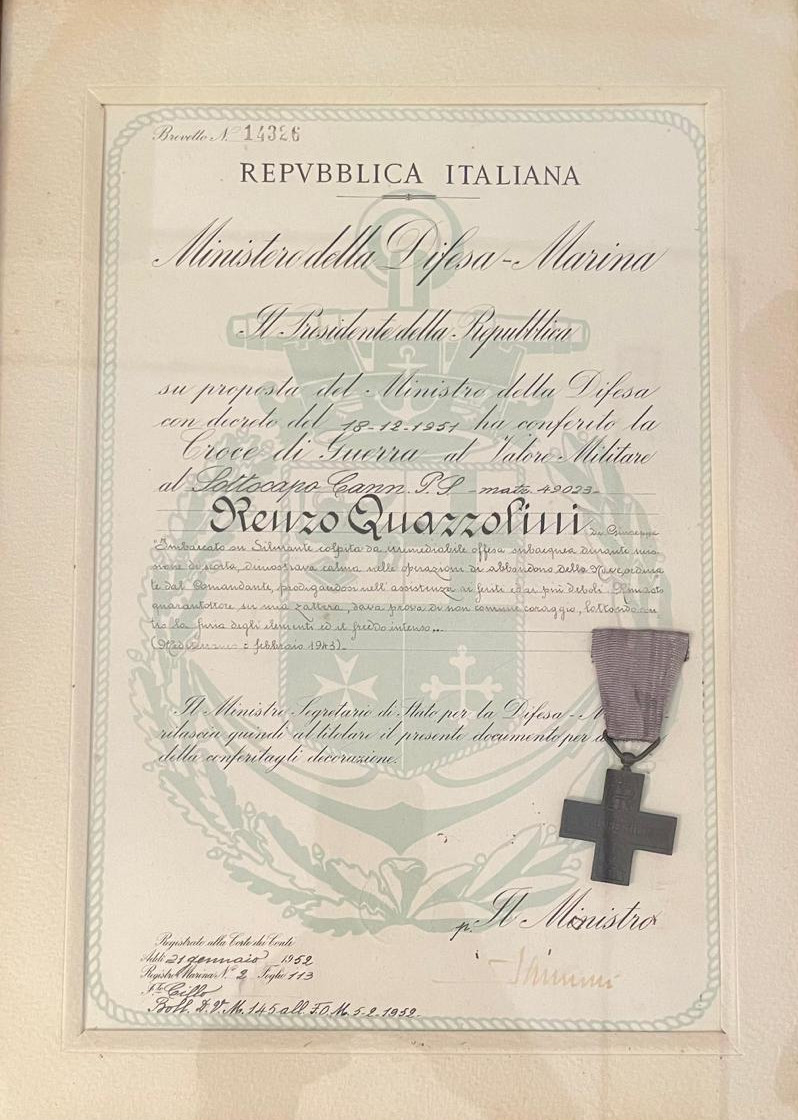 Brevetto N.° 14326
REPVBBLICA ITALIANA
Ministero della Difesa-Marina
Il Presidente della Repubblica
su proposta del Ministro della Difesa
con decreto del 18-12-1951 ha conferito la
Croce di Guerra al Valore Militare
al Sottocapo Cann. P.S. - matr. 49023-
Renzo Quazzolini di Giuseppe
"Imbarcato su Silurante colpita da irrimediabile offesa subacquea durante mis
sione di scorta, dimostrava calma nelle operazioni di abbandono della Nave, ordina
te dal Comandante, prodigandosi nell'assistenza ai feriti ed ai più deboli. Rimasto
quarantottore su una zattera, dava prova di non comune coraggio, lottando con
tro la furia degli elementi ed il freddo intenso".
(Mediterraneo : febbraio 1943)-
Il Ministro Segretario di Stato per la Difesa -
rilascia quindi al titolare il presente documento per
della conferitagli decorazione.
p. Il Ministro
Registrato alla Corte dei Conti
Addì 21 gennaio 1952
Registro Marina N.° 2 Foglio 113
F.to Cillo
Boll. D.V.M. 145 all. F.O.M. 5-2-1952.